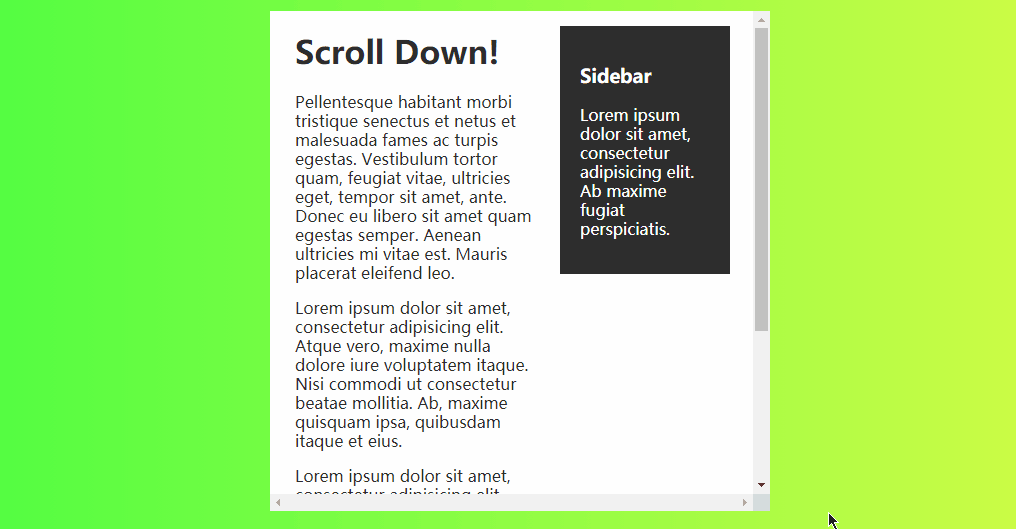 Scroll Down!
Pellentesque habitant morbi
tristique senectus et netus et
malesuada fames ac turpis
egestas. Vestibulum tortor
quam, feugiat vitae, ultricies
eget, tempor sit amet, ante.
Donec eu libero sit amet quam
egestas semper. Aenean
ultricies mi vitae est. Mauris
placerat eleifend leo.
Lorem ipsum dolor sit amet,
consectetur adipisicing elit.
Atque vero, maxime nulla
dolore iure voluptatem itaque.
Nisi commodi ut consectetur
beatae mollitia. Ab, maxime
quisquam ipsa, quibusdam
itaque et eius.
Lorem ipsum dolor sit amet,
consectetur adipisicing elit.
Sidebar
Lorem ipsum
dolor sit amet,
consectetur
adipisicing elit.
Ab maxime
fugiat
perspiciatis.